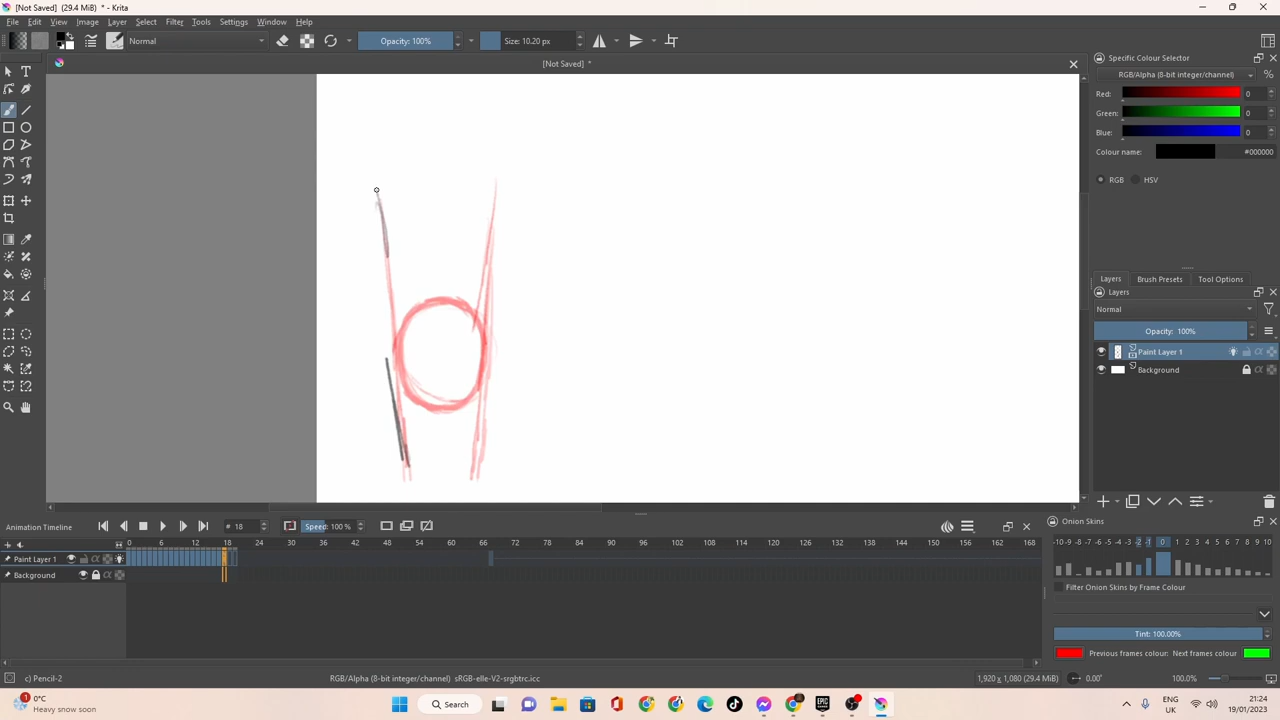 [Not Saved] (29.4 MiB) * - Krita
File Edit View Image Layer Select Filter Tools Settings Window Help
Normal Opacity: 100% Size: 10.20 px
[Not Saved] *
Specific Colour Selector
RGB/Alpha (8-bit integer/channel) %
Red: 0
Green: 0
Blue: 0
Colour name: #000000
RGB HSV
Layers Brush Presets Tool Options
Layers
Normal
Opacity: 100%
Paint Layer 1
Background
Animation Timeline # 18 Speed: 100 %
0 6 12 18 24 30 36 42 48 54 60 66 72 78 84 90 96 102 108 114 120 126 132 138 144 150 156 162 168
Paint Layer 1
Background
Onion Skins
-10 -9 -8 -7 -6 -5 -4 -3 -2 -1 0 1 2 3 4 5 6 7 8 9 10
Filter Onion Skins by Frame Colour
Tint: 100.00%
Previous frames colour: Next frames colour:
c) Pencil-2 RGB/Alpha (8-bit integer/channel) sRGB-elle-V2-srgbtrc.icc 1,920 x 1,080 (29.4 MiB) 0.00° 100.0%
1 0°C
Heavy snow soon
Search
ENG
UK
21:24
19/01/2023